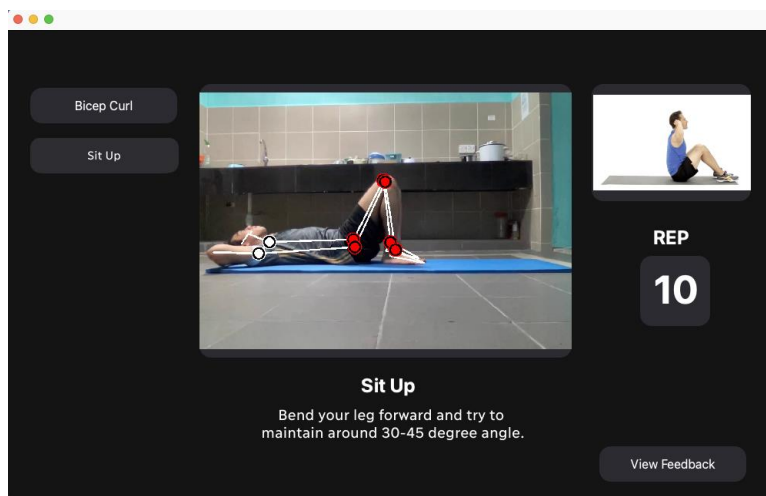 Bicep Curl
Sit Up
REP
10
Sit Up
Bend your leg forward and try to
maintain around 30-45 degree angle.
View Feedback